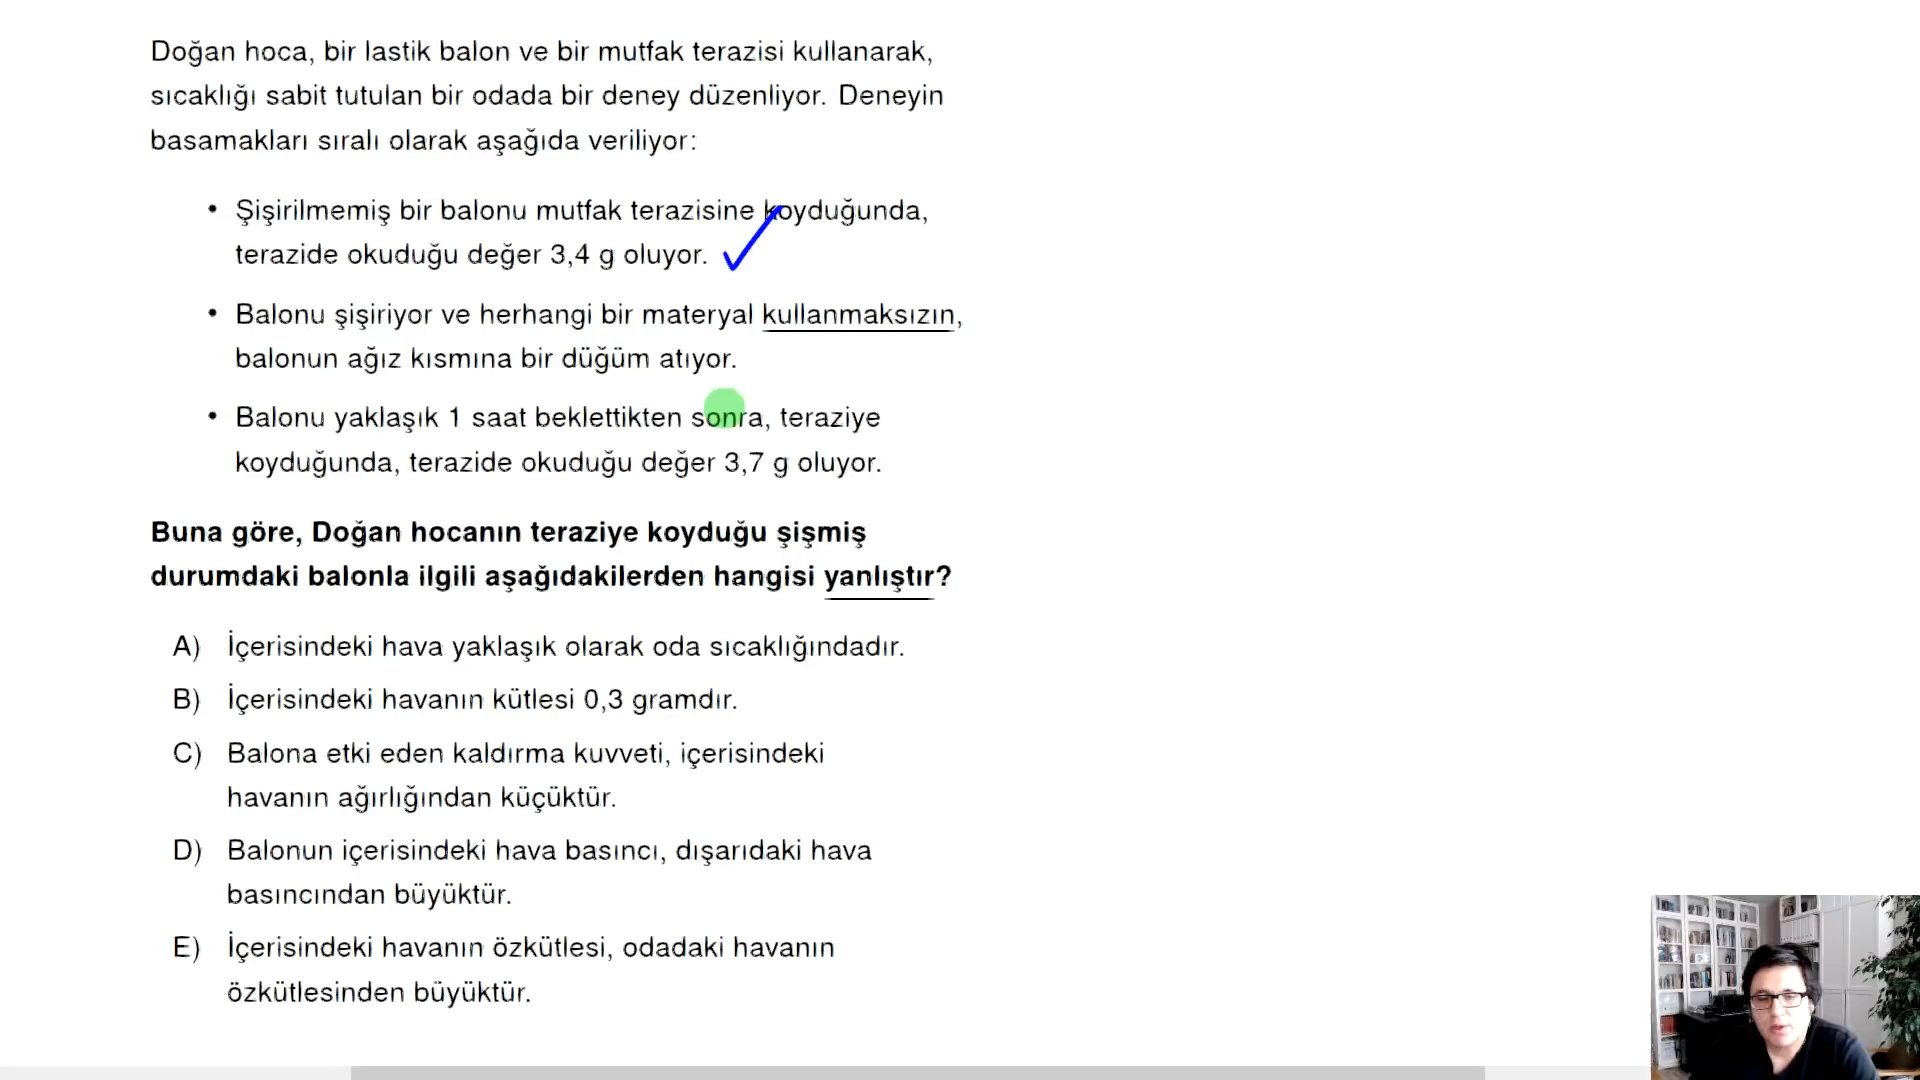 Doğan hoca, bir lastik balon ve bir mutfak terazisi kullanarak,
sıcaklığı sabit tutulan bir odada bir deney düzenliyor. Deneyin
basamakları sıralı olarak aşağıda veriliyor:
• Şişirilmemiş bir balonu mutfak terazisine koyduğunda,
terazide okuduğu değer 3,4 g oluyor.
• Balonu şişiriyor ve herhangi bir materyal kullanmaksızın,
balonun ağız kısmına bir düğüm atıyor.
• Balonu yaklaşık 1 saat beklettikten sonra, teraziye
koyduğunda, terazide okuduğu değer 3,7 g oluyor.
Buna göre, Doğan hocanın teraziye koyduğu şişmiş
durumdaki balonla ilgili aşağıdakilerden hangisi yanlıştır?
A) İçerisindeki hava yaklaşık olarak oda sıcaklığındadır.
B) İçerisindeki havanın kütlesi 0,3 gramdır.
C) Balona etki eden kaldırma kuvveti, içerisindeki
havanın ağırlığından küçüktür.
D) Balonun içerisindeki hava basıncı, dışarıdaki hava
basıncından büyüktür.
E) İçerisindeki havanın özkütlesi, odadaki havanın
özkütlesinden büyüktür.